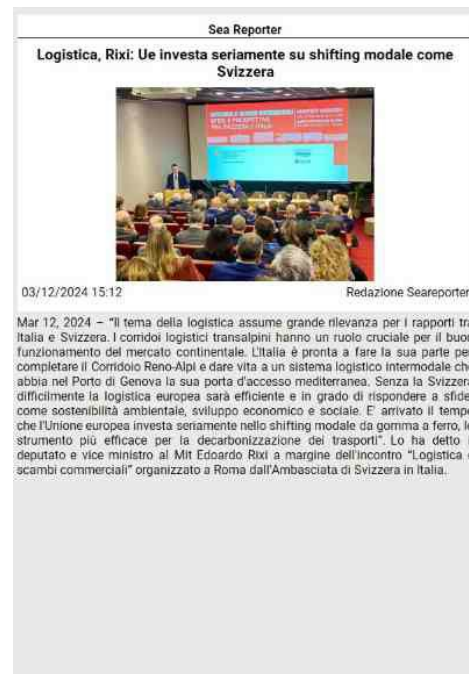 Sea Reporter
Logistica, Rixi: Ue investa seriamente su shifting modale come
Svizzera
03/12/2024 15:12
Redazione Seareporter
Mar 12, 2024 – "Il tema della logistica assume grande rilevanza per i rapporti tra
Italia e Svizzera. I corridoi logistici transalpini hanno un ruolo cruciale per il buon
funzionamento del mercato continentale. L'Italia è pronta a fare la sua parte per
completare il Corridoio Reno-Alpi e dare vita a un sistema logistico intermodale che
abbia nel Porto di Genova la sua porta d'accesso mediterranea. Senza la Svizzera
difficilmente la logistica europea sarà efficiente e in grado di rispondere a sfide
come sostenibilità ambientale, sviluppo economico e sociale. E' arrivato il tempo
che l'Unione europea investa seriamente nello shifting modale da gomma a ferro, lo
strumento più efficace per la decarbonizzazione dei trasporti". Lo ha detto
deputato e vice ministro al Mit Edoardo Rixi a margine dell'incontro "Logistica e
scambi commerciali" organizzato a Roma dall'Ambasciata di Svizzera in Italia.